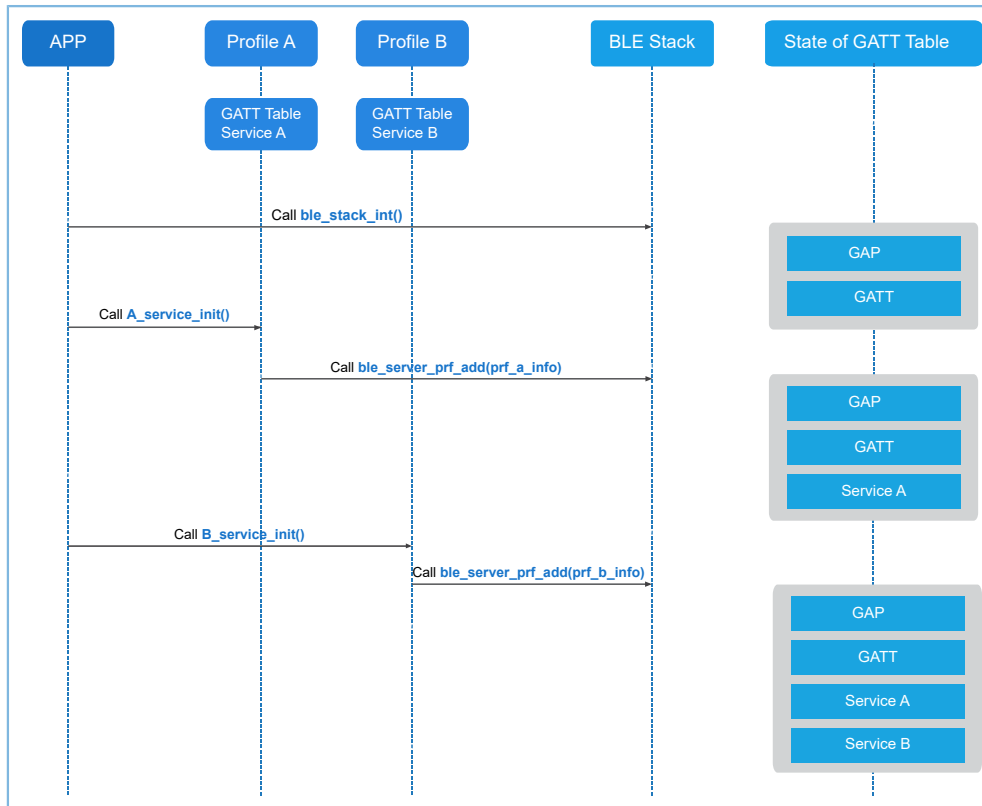 APP
Profile A
Profile B
BLE Stack
State of GATT Table
GATT Table
Service A
GATT Table
Service B
Call ble_stack_int()
GAP
GATT
Call A_service_init()
Call ble_server_prf_add(prf_a_info)
GAP
GATT
Service A
Call B_service_init()
Call ble_server_prf_add(prf_b_info)
GAP
GATT
Service A
Service B